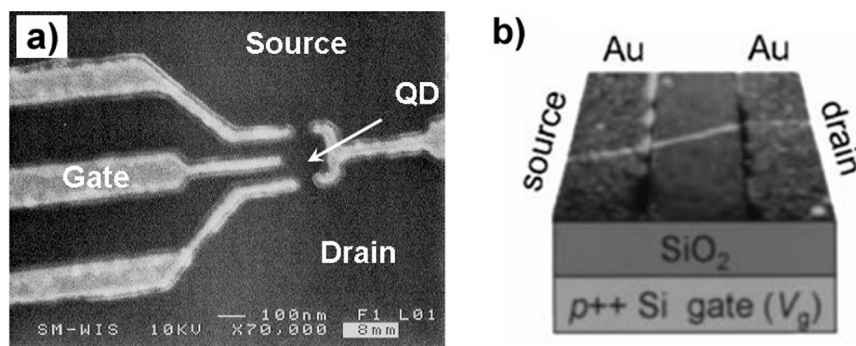 a)
Source
QD
Gate
Drain
100nm F1 L01
SM-WIS 10KV X70,000 8mm
b)
Au Au
source
drain
SiO2
p++ Si gate (Vg)